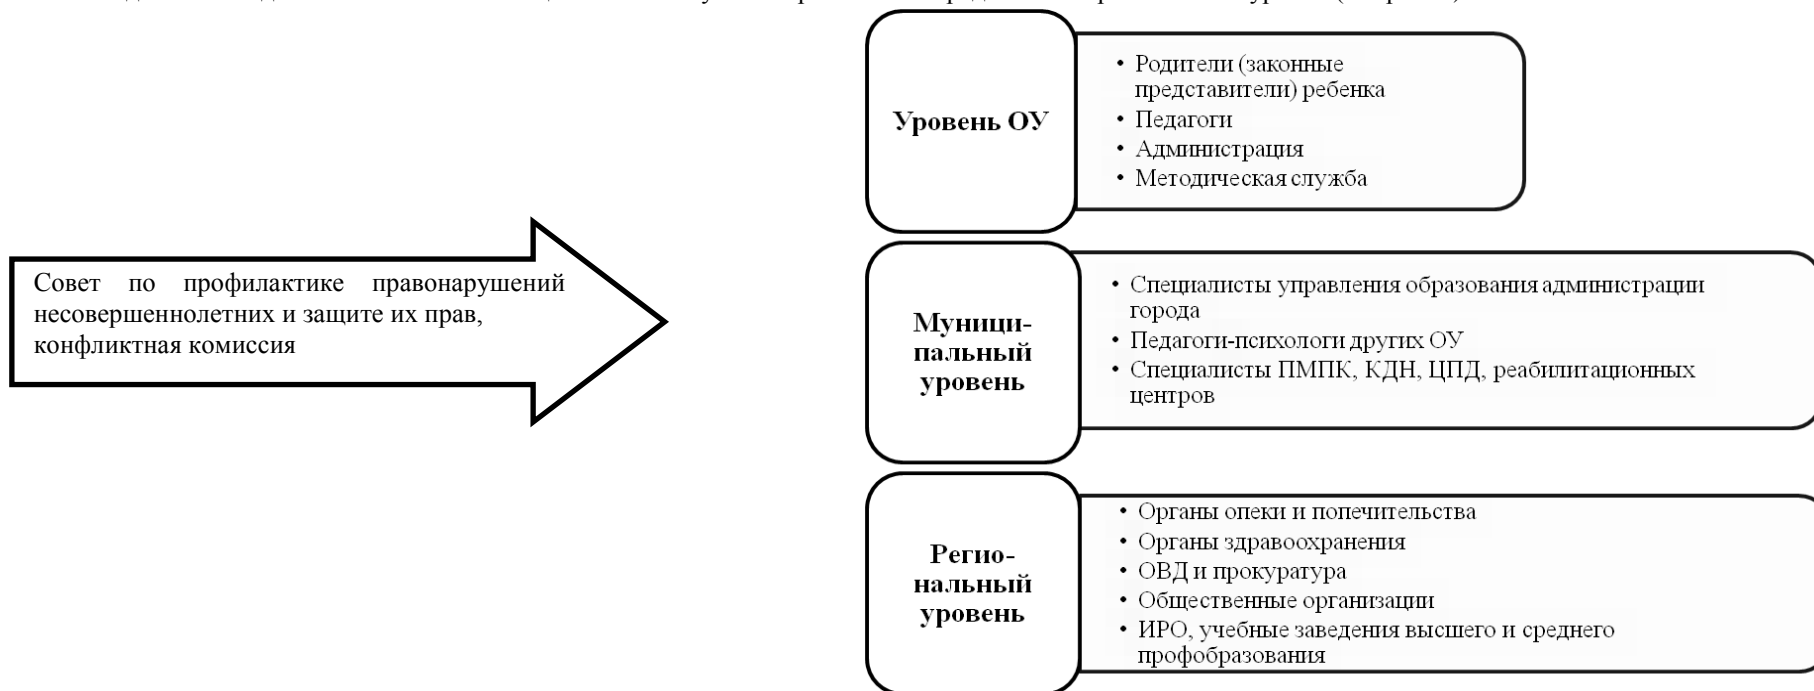 Совет по профилактике правонарушений
несовершеннолетних и защите их прав,
конфликтная комиссия
Уровень ОУ
• Родители (законные
представители) ребенка
• Педагоги
• Администрация
• Методическая служба
Муници-
пальный
уровень
• Специалисты управления образования администрации
города
• Педагоги-психологи других ОУ
• Специалисты ПМПК, КДН, ЦПД, реабилитационных
центров
Регио-
нальный
уровень
• Органы опеки и попечительства
• Органы здравоохранения
• ОВД и прокуратура
• Общественные организации
• ИРО, учебные заведения высшего и среднего
профобразования